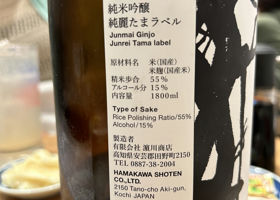 純米吟醸
純麗たまラベル
Junmai Ginjo
Junrei Tama label
原材料名 米(国産)
米麹(国産米)
精米歩合 55%
アルコール分 15%
内容量 1800ml
Type of Sake
Rice Polishing Ratio/55%
Alcohol/15%
製造者
有限会社 濵川商店
高知県安芸郡田野町2150
TEL 0887-38-2004
HAMAKAWA SHOTEN
CO.,LTD.
2150 Tano-cho Aki-gun,
Kochi JAPAN